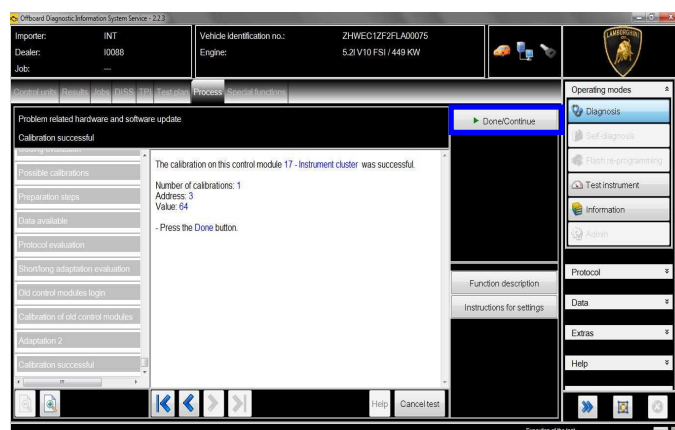 Offboard Diagnostic Information System Service - 2.2.3
Importer: INT
Dealer: I0088
Job: ---
Vehicle identification no.: ZHWEC1ZF2FLA00075
Engine: 5.2l V10 FSI / 449 KW
LAMBORGHINI
Control units Results Jobs DISS TPI Test plan Process Special functions
Problem related hardware and software update
Calibration successful
Done/Continue
Possible calibrations
Preparation steps
Data available
Protocol evaluation
Short/long adaptation evaluation
Old control modules login
Calibration of old control modules
Adaptation 2
Calibration successful
The calibration on this control module 17 - Instrument cluster was successful.
Number of calibrations: 1
Address: 3
Value: 64
- Press the Done button.
Function description
Instructions for settings
Help
Cancel test
Operating modes
Diagnosis
Self-diagnosis
Flash re-programming
Test instrument
Information
Admin
Protocol
Data
Extras
Help